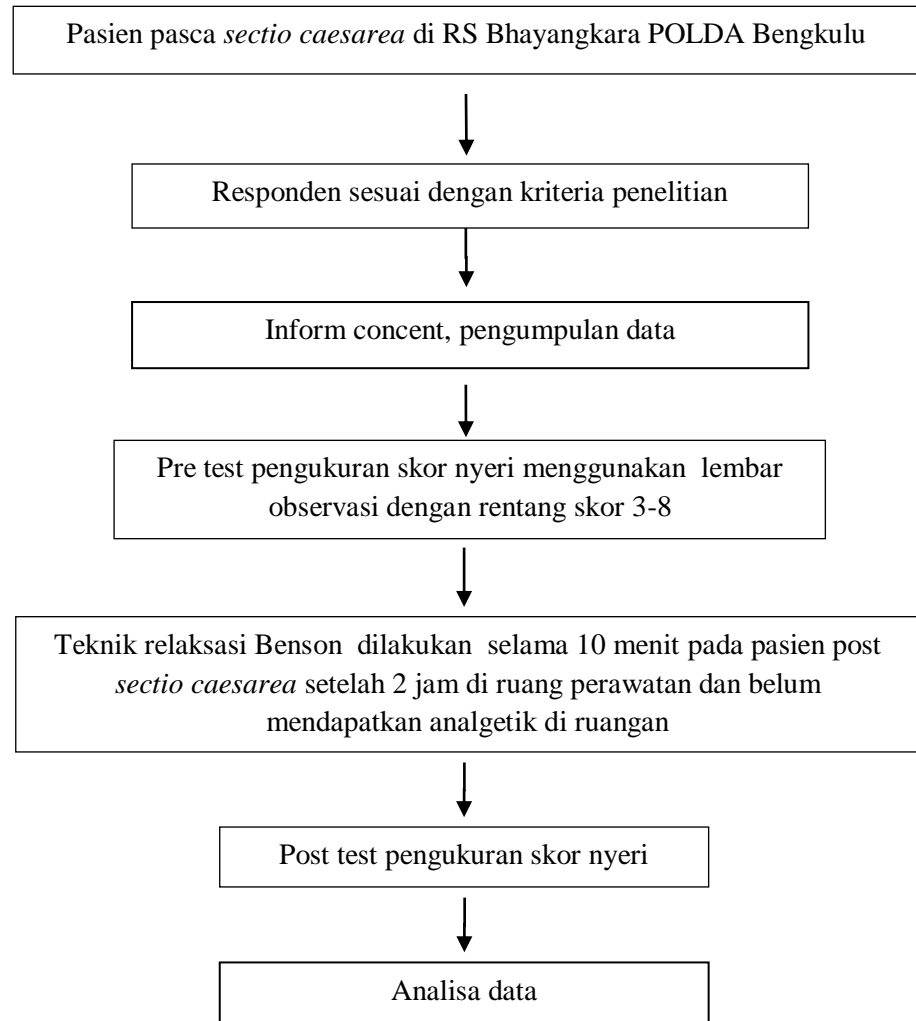 Pasien pasca sectio caesarea di RS Bhayangkara POLDA Bengkulu
Responden sesuai dengan kriteria penelitian
Inform concent, pengumpulan data
Pre test pengukuran skor nyeri menggunakan lembar
observasi dengan rentang skor 3-8
Teknik relaksasi Benson dilakukan selama 10 menit pada pasien post
sectio caesarea setelah 2 jam di ruang perawatan dan belum
mendapatkan analgetik di ruangan
Post test pengukuran skor nyeri
Analisa data